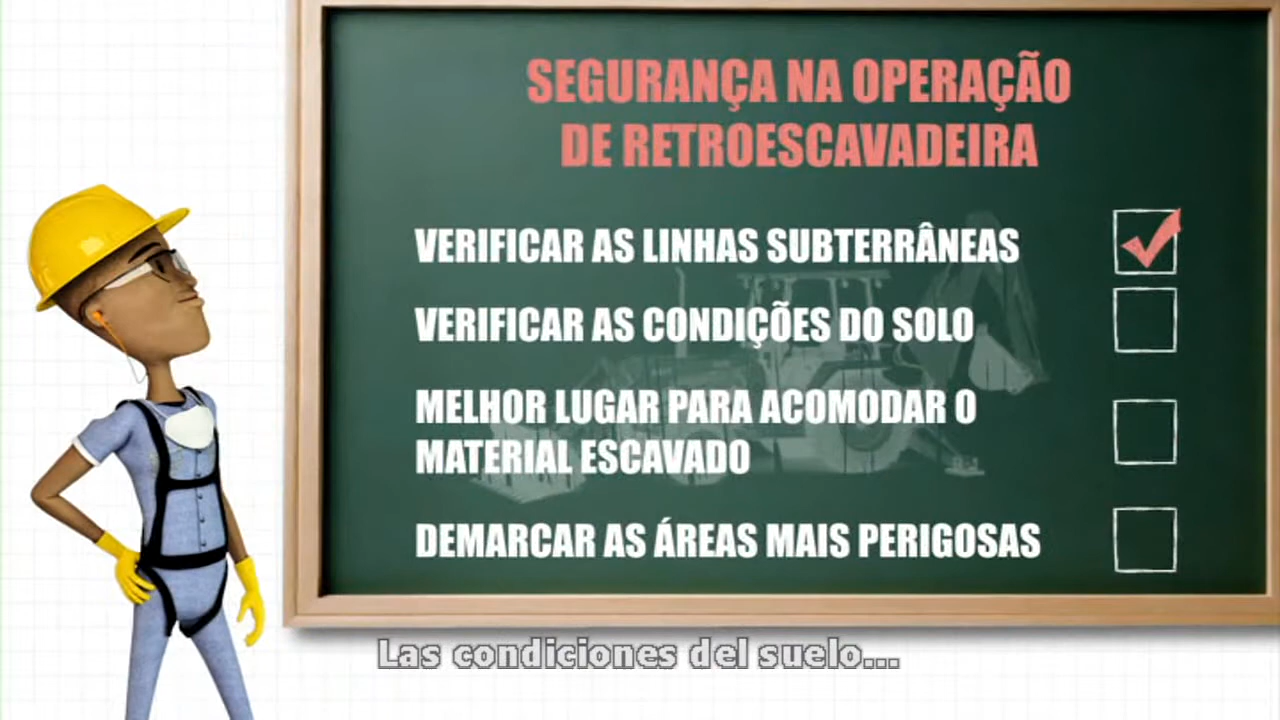 SEGURANÇA NA OPERAÇÃO
DE RETROESCAVADEIRA
VERIFICAR AS LINHAS SUBTERRÂNEAS
VERIFICAR AS CONDIÇÕES DO SOLO
MELHOR LUGAR PARA ACOMODAR O
MATERIAL ESCAVADO
DEMARCAR AS ÁREAS MAIS PERIGOSAS
Las condiciones del suelo...